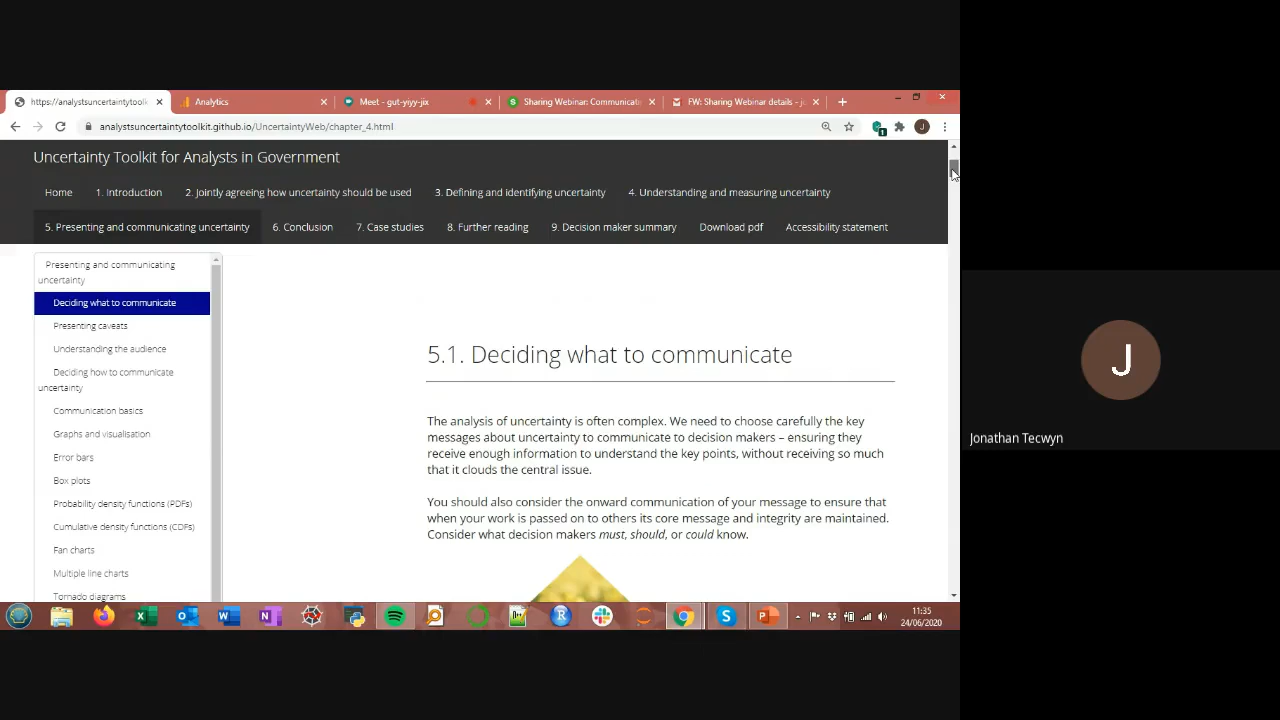 https://analystsuncertaintytoolk
Analytics
Meet - gut-yiyy-jix
Sharing Webinar: Communicati
FW: Sharing Webinar details - ju
analystsuncertaintytoolkit.github.io/UncertaintyWeb/chapter_4.html
1
J
Uncertainty Toolkit for Analysts in Government
Home
1. Introduction
2. Jointly agreeing how uncertainty should be used
3. Defining and identifying uncertainty
4. Understanding and measuring uncertainty
5. Presenting and communicating uncertainty
6. Conclusion
7. Case studies
8. Further reading
9. Decision maker summary
Download pdf
Accessibility statement
Presenting and communicating
uncertainty
Deciding what to communicate
Presenting caveats
Understanding the audience
Deciding how to communicate
uncertainty
Communication basics
Graphs and visualisation
Error bars
Box plots
Probability density functions (PDFs)
Cumulative density functions (CDFs)
Fan charts
Multiple line charts
Tornado diagrams
5.1. Deciding what to communicate
The analysis of uncertainty is often complex. We need to choose carefully the key
messages about uncertainty to communicate to decision makers – ensuring they
receive enough information to understand the key points, without receiving so much
that it clouds the central issue.
You should also consider the onward communication of your message to ensure that
when your work is passed on to others its core message and integrity are maintained.
Consider what decision makers must, should, or could know.
J
Jonathan Tecwyn
11:35
24/06/2020